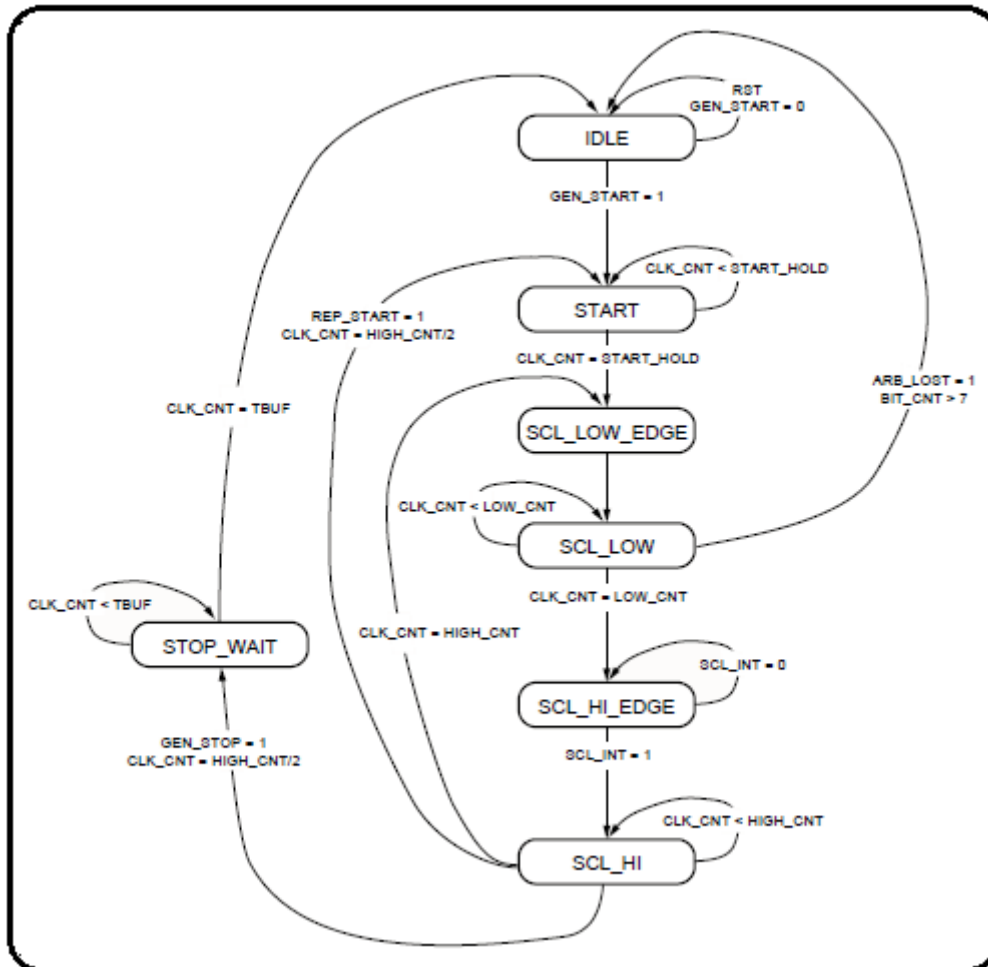 RST
GEN_START = 0
IDLE
GEN_START = 1
CLK_CNT < START_HOLD
START
REP_START = 1
CLK_CNT = HIGH_CNT/2
CLK_CNT = START_HOLD
ARB_LOST = 1
BIT_CNT > 7
CLK_CNT = TBUF
SCL_LOW_EDGE
CLK_CNT < LOW_CNT
SCL_LOW
CLK_CNT = LOW_CNT
CLK_CNT < TBUF
STOP_WAIT
CLK_CNT = HIGH_CNT
SCL_INT = 0
SCL_HI_EDGE
GEN_STOP = 1
CLK_CNT = HIGH_CNT/2
SCL_INT = 1
CLK_CNT < HIGH_CNT
SCL_HI